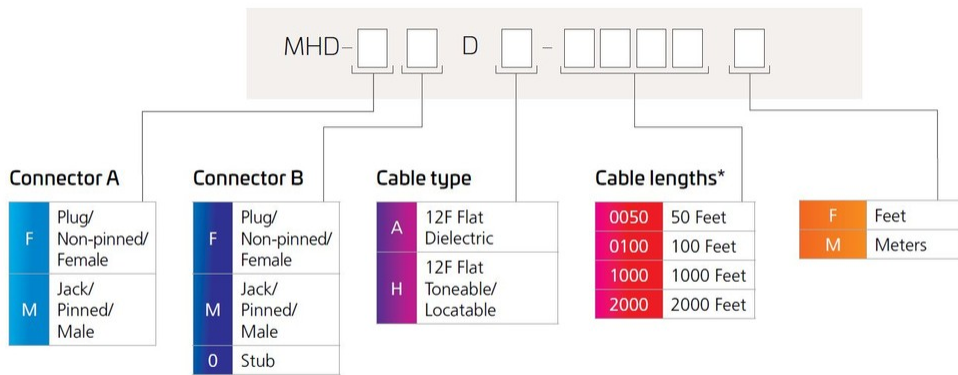 MHD- D -
Connector A
F Plug/
Non-pinned/
Female
M Jack/
Pinned/
Male
Connector B
F Plug/
Non-pinned/
Female
M Jack/
Pinned/
Male
0 Stub
Cable type
A 12F Flat
Dielectric
H 12F Flat
Toneable/
Locatable
Cable lengths*
0050 50 Feet
0100 100 Feet
1000 1000 Feet
2000 2000 Feet
F Feet
M Meters